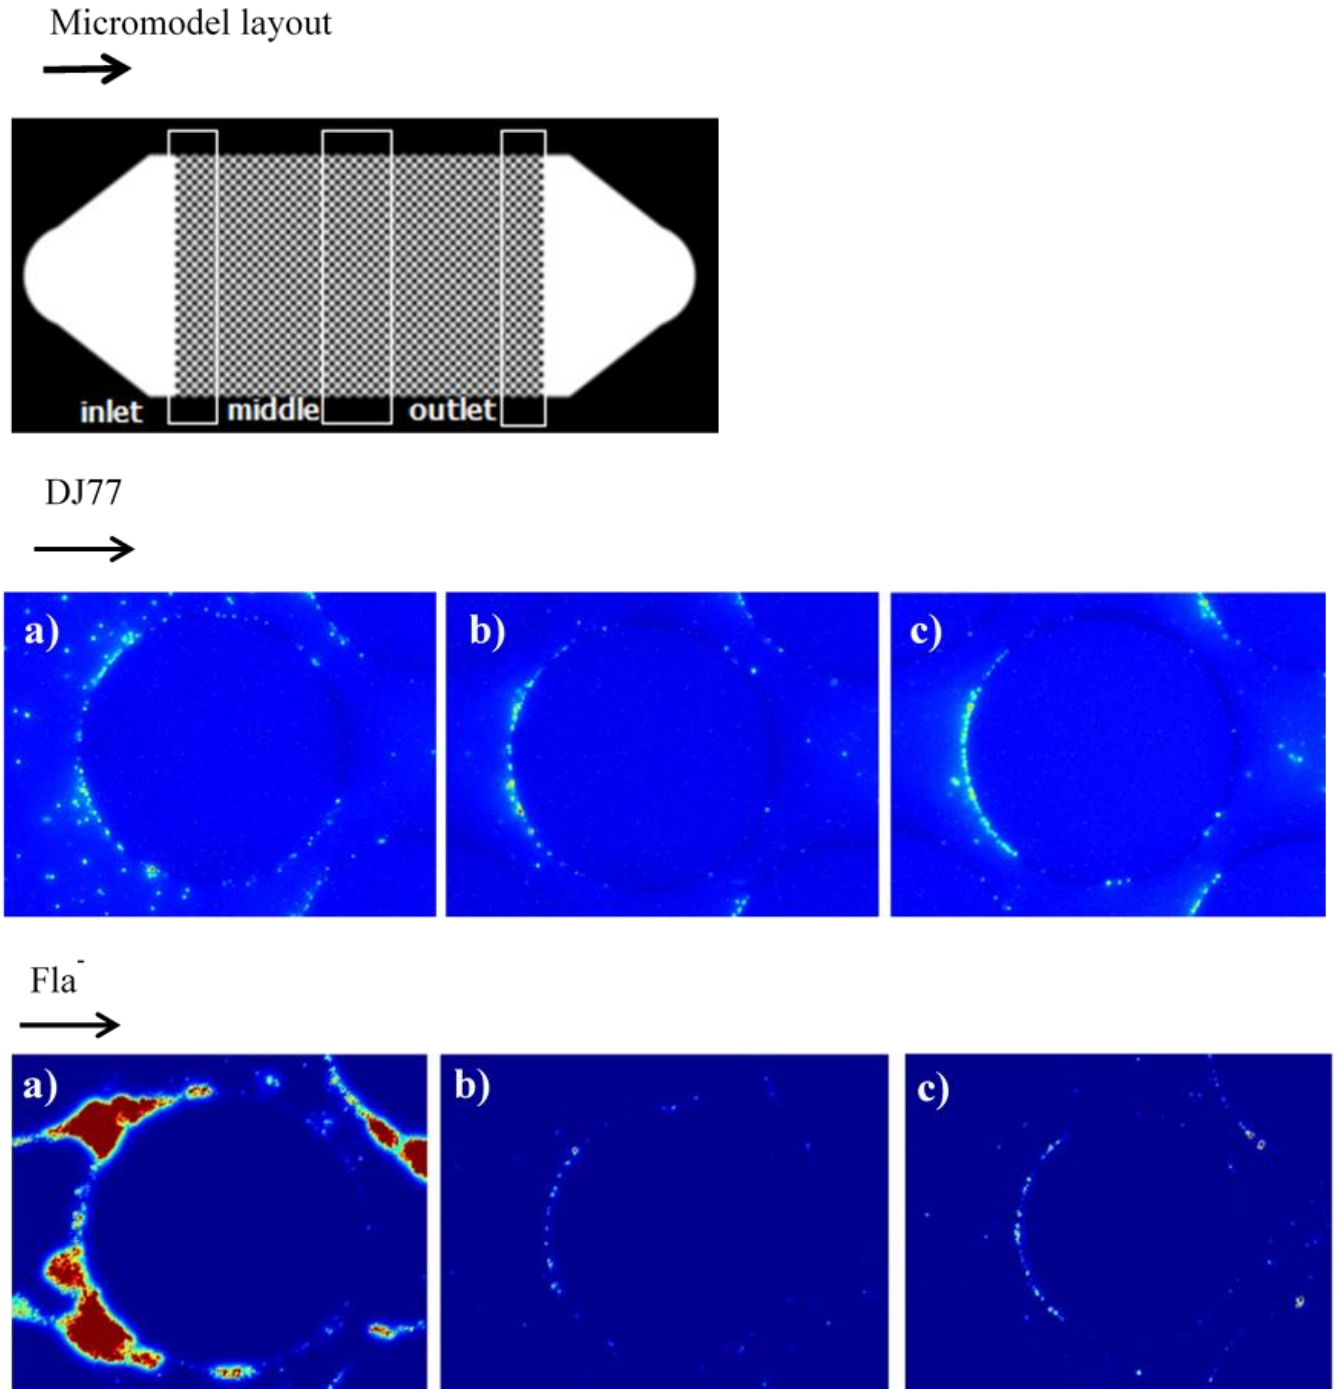 Micromodel layout
inlet middle outlet
DJ77
a) b) c)
Fla-
a) b) c)